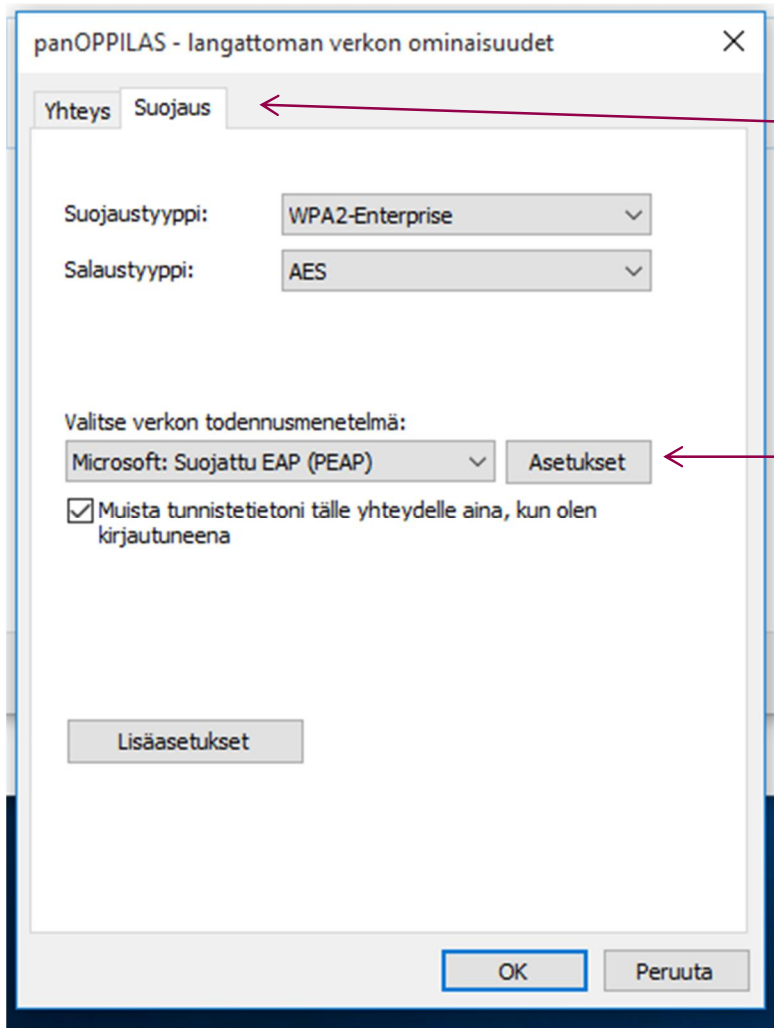 panOPPILAS - langattoman verkon ominaisuudet
Yhteys Suojaus
Suojaustyyppi: WPA2-Enterprise
Salaustyyppi: AES
Valitse verkon todennusmenetelmä:
Microsoft: Suojattu EAP (PEAP) Asetukset
Muista tunnistetietoni tälle yhteydelle aina, kun olen
kirjautuneena
Lisäasetukset
OK Peruuta